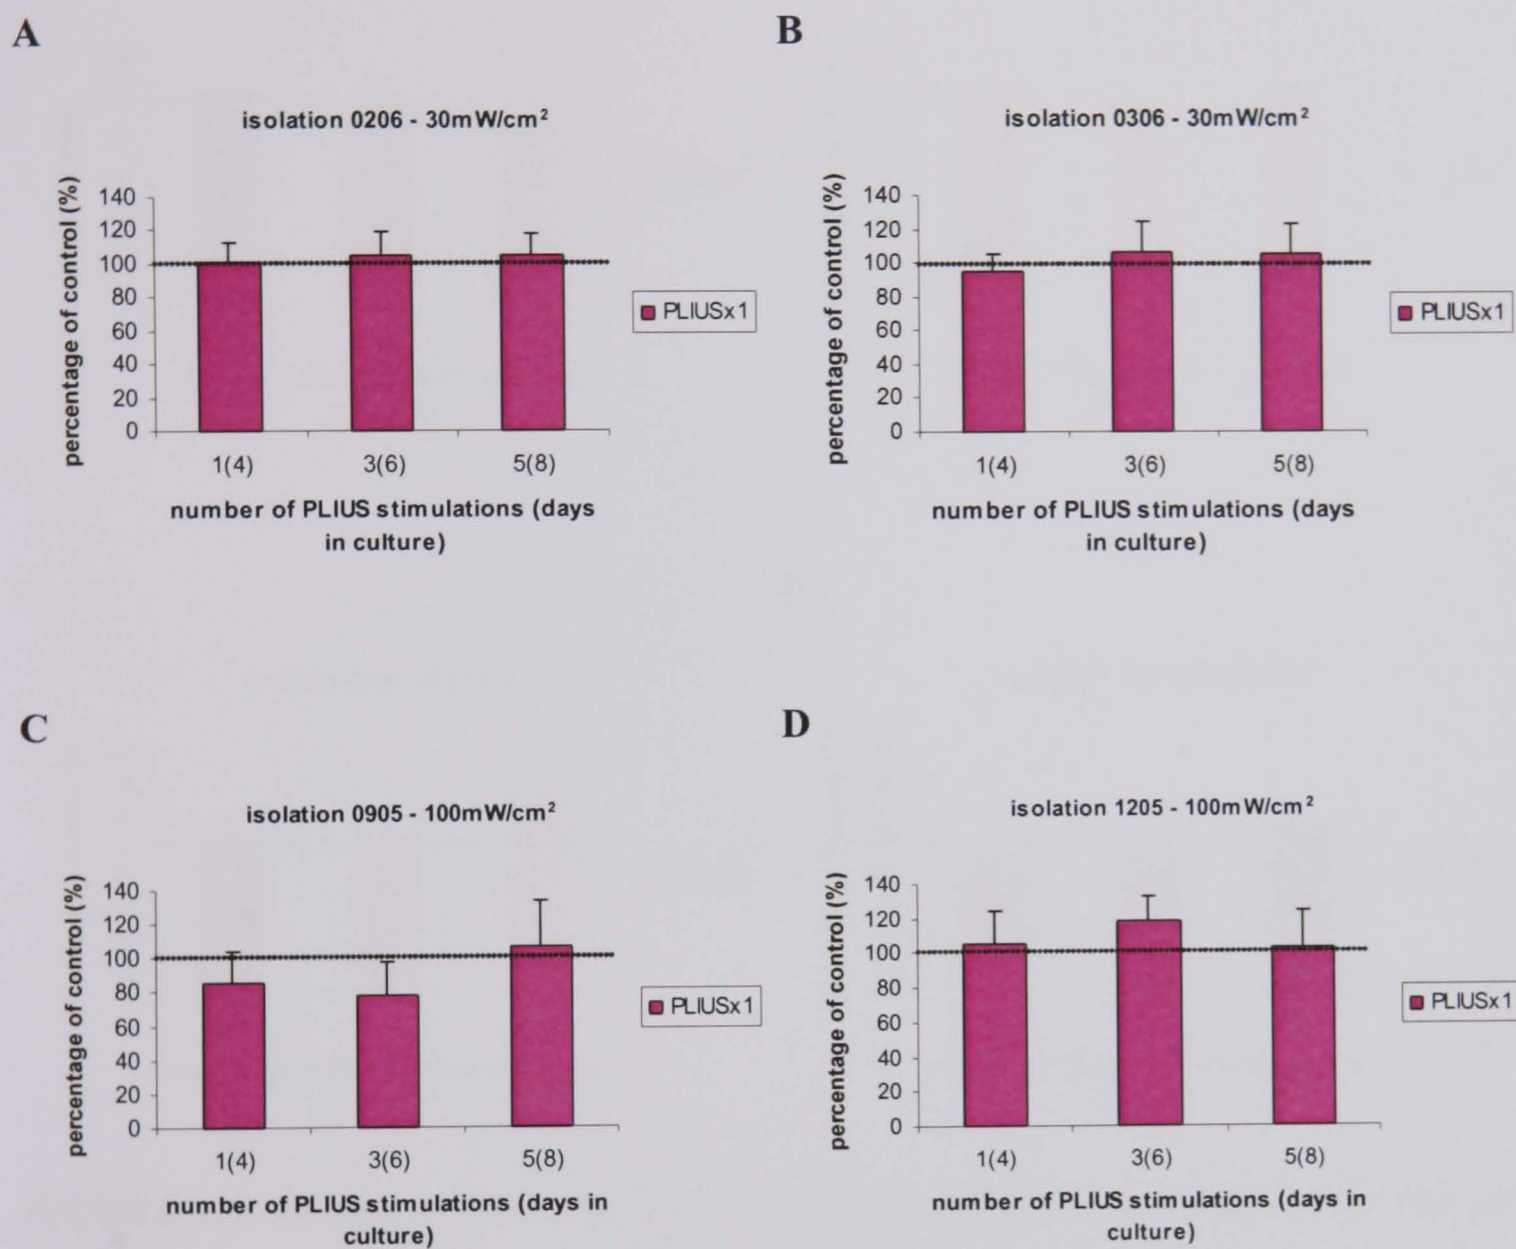 A
isolation 0206 - 30mW/cm²
percentage of control (%)
140
120
100
80
60
40
20
0
1(4) 3(6) 5(8)
number of PLIUS stimulations (days
in culture)
PLIUSx1
B
isolation 0306 - 30mW/cm²
percentage of control (%)
140
120
100
80
60
40
20
0
1(4) 3(6) 5(8)
number of PLIUS stimulations (days
in culture)
PLIUSx1
C
isolation 0905 - 100mW/cm²
percentage of control (%)
140
120
100
80
60
40
20
0
1(4) 3(6) 5(8)
number of PLIUS stimulations (days in
culture)
PLIUSx1
D
isolation 1205 - 100mW/cm²
percentage of control (%)
140
120
100
80
60
40
20
0
1(4) 3(6) 5(8)
number of PLIUS stimulations (days in
culture)
PLIUSx1